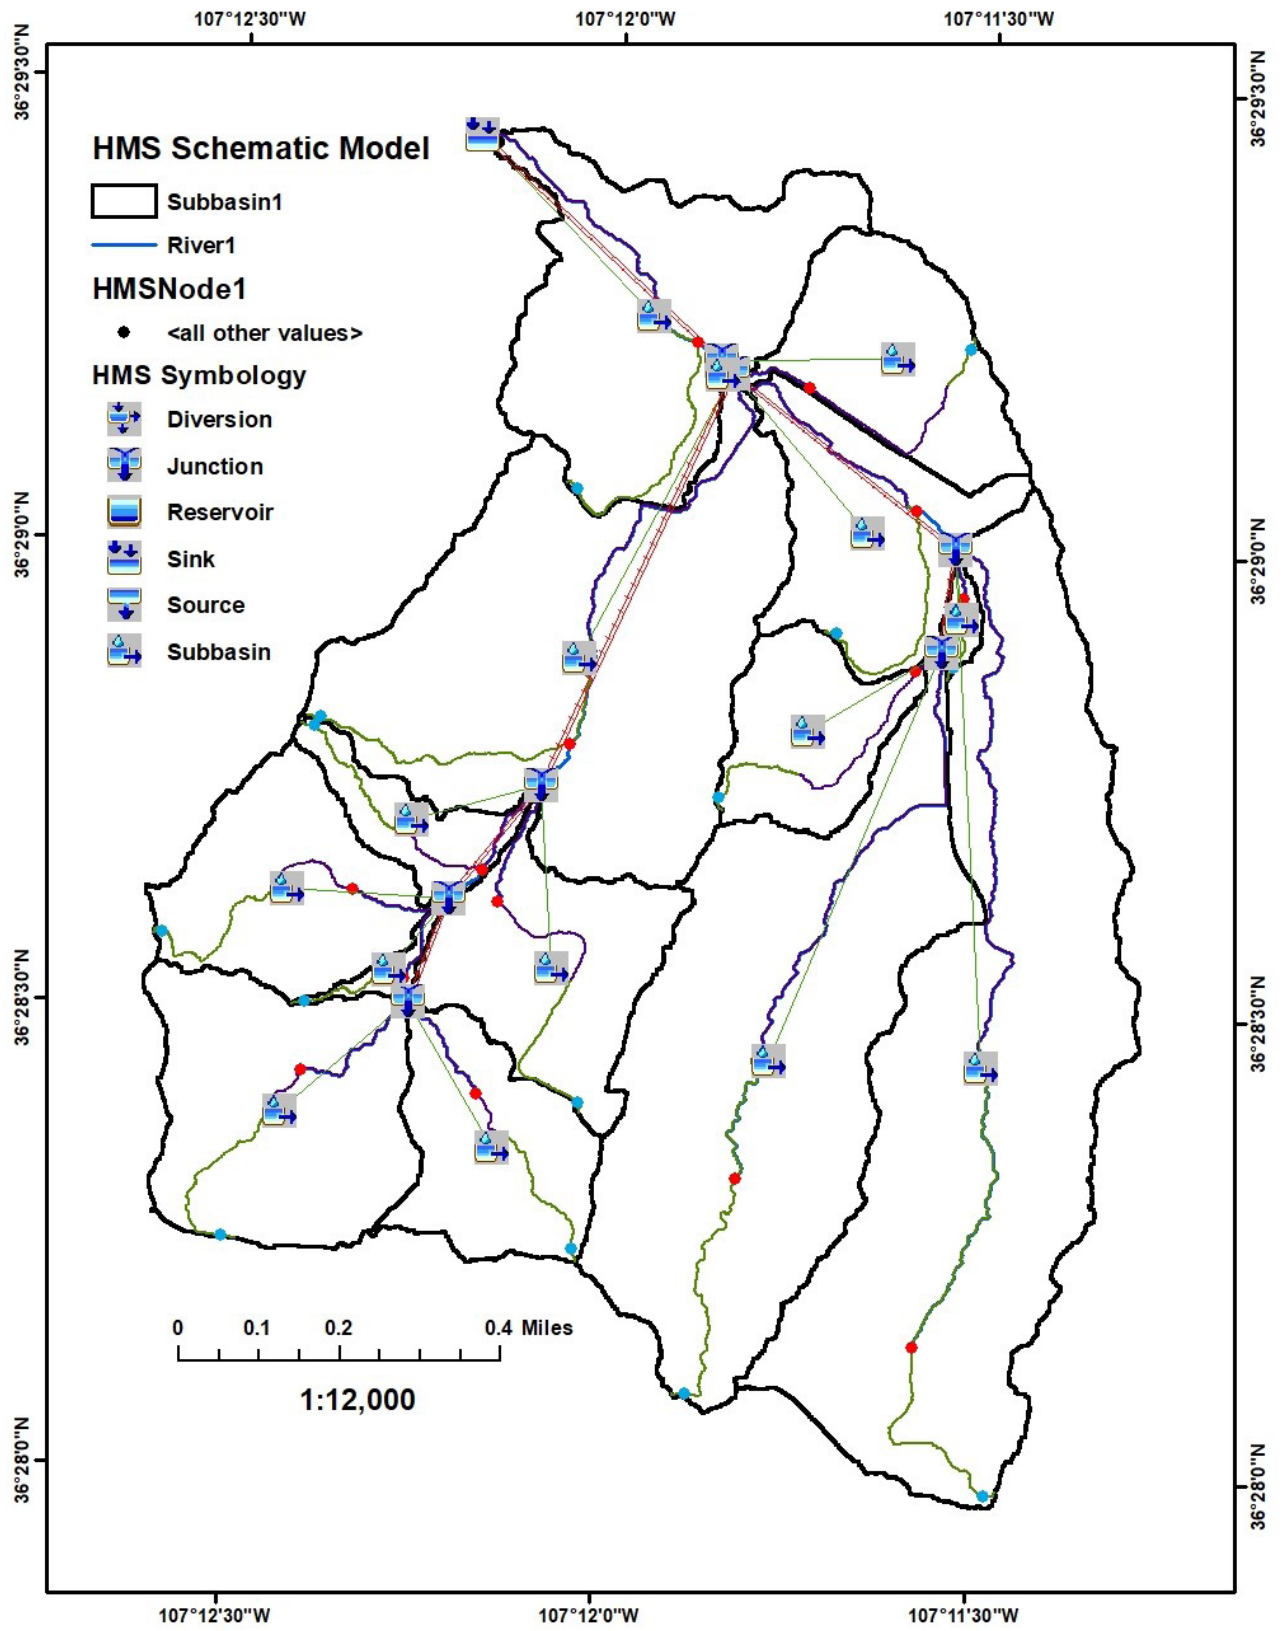 107°12'30"W 107°12'0"W 107°11'30"W
36°29'30"N
36°29'30"N
HMS Schematic Model
Subbasin1
River1
HMSNode1
<all other values>
HMS Symbology
Diversion
Junction
Reservoir
Sink
Source
Subbasin
36°29'0"N
36°29'0"N
36°28'30"N
36°28'30"N
0 0.1 0.2 0.4 Miles
1:12,000
36°28'0"N
36°28'0"N
107°12'30"W 107°12'0"W 107°11'30"W